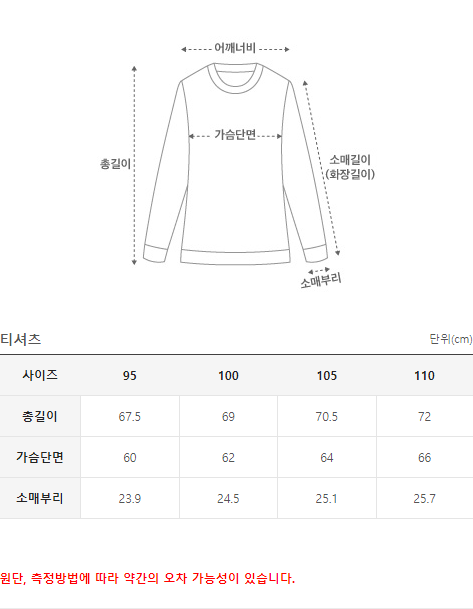 어깨너비
가슴단면
총길이
소매길이
(화장길이)
소매부리
티셔츠 단위(cm)
사이즈 95 100 105 110
총길이 67.5 69 70.5 72
가슴단면 60 62 64 66
소매부리 23.9 24.5 25.1 25.7
원단, 측정방법에 따라 약간의 오차 가능성이 있습니다.